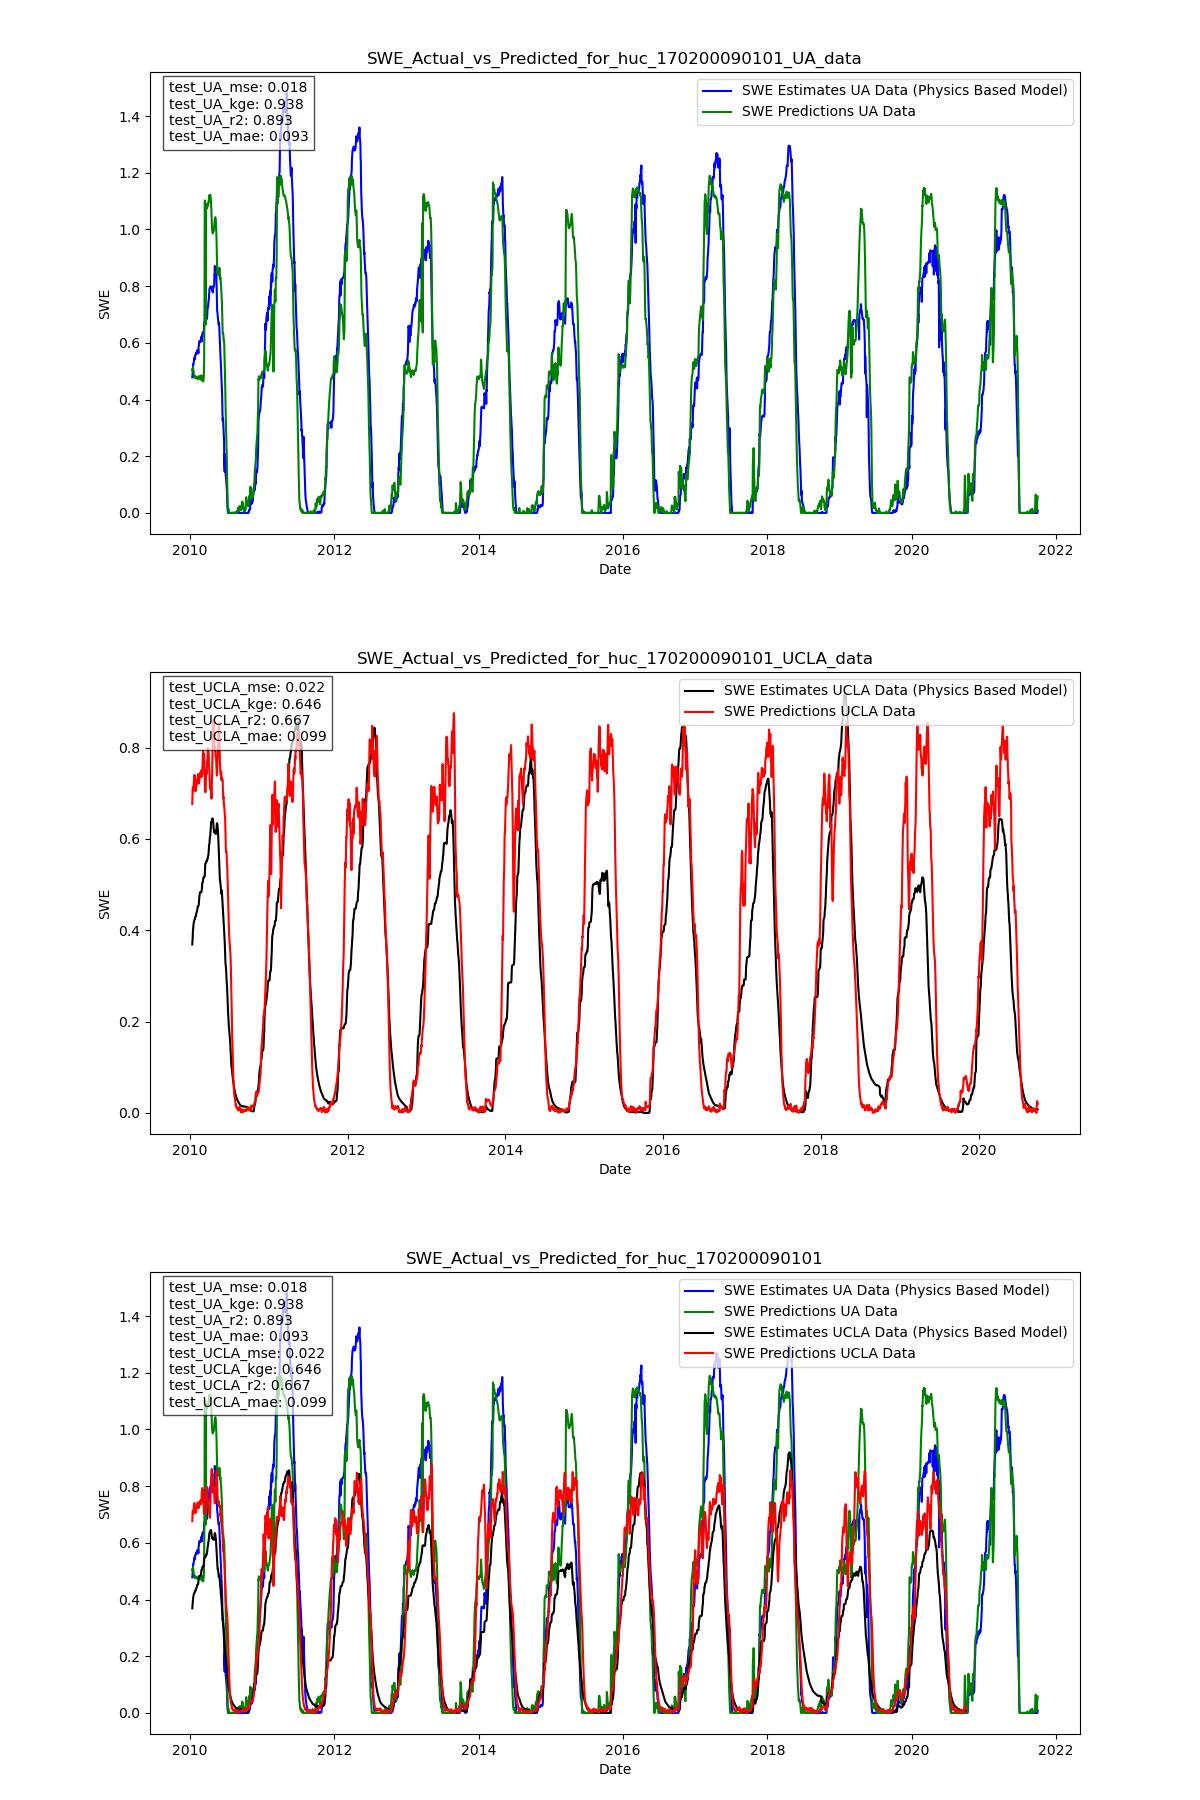 SWE_Actual_vs_Predicted_for_huc_170200090101_UA_data
test_UA_mse: 0.018
test_UA_kge: 0.938
test_UA_r2: 0.893
test_UA_mae: 0.093
SWE Estimates UA Data (Physics Based Model)
SWE Predictions UA Data
1.4
1.2
1.0
0.8
0.6
0.4
0.2
0.0
SWE
2010 2012 2014 2016 2018 2020 2022
Date
SWE_Actual_vs_Predicted_for_huc_170200090101_UCLA_data
test_UCLA_mse: 0.022
test_UCLA_kge: 0.646
test_UCLA_r2: 0.667
test_UCLA_mae: 0.099
SWE Estimates UCLA Data (Physics Based Model)
SWE Predictions UCLA Data
0.8
0.6
0.4
0.2
0.0
SWE
2010 2012 2014 2016 2018 2020
Date
SWE_Actual_vs_Predicted_for_huc_170200090101
test_UA_mse: 0.018
test_UA_kge: 0.938
test_UA_r2: 0.893
test_UA_mae: 0.093
test_UCLA_mse: 0.022
test_UCLA_kge: 0.646
test_UCLA_r2: 0.667
test_UCLA_mae: 0.099
SWE Estimates UA Data (Physics Based Model)
SWE Predictions UA Data
SWE Estimates UCLA Data (Physics Based Model)
SWE Predictions UCLA Data
1.4
1.2
1.0
0.8
0.6
0.4
0.2
0.0
SWE
2010 2012 2014 2016 2018 2020 2022
Date